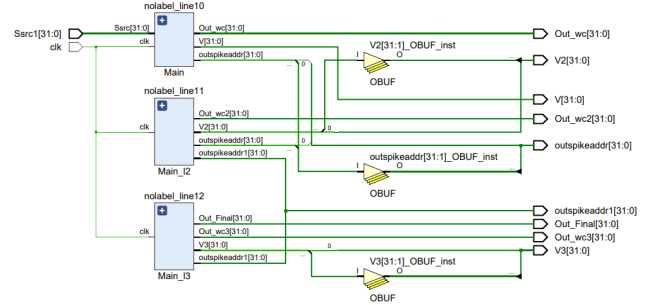 nolabel_line10
Ssrc1[31:0]
clk
Ssrc[31:0]
clk
Out_wc[31:0]
V[31:0]
outspikeaddr[31:0]
Main
0
...
V2[31:1]_OBUF_inst
I
O
...
OBUF
Out_wc[31:0]
V2[31:0]
V[31:0]
nolabel_line11
clk
Out_wc2[31:0]
V2[31:0]
outspikeaddr[31:0]
outspikeaddr1[31:0]
Main_l2
...
0
0
...
outspikeaddr[31:1]_OBUF_inst
I
O
...
OBUF
Out_wc2[31:0]
outspikeaddr[31:0]
nolabel_line12
clk
Out_Final[31:0]
Out_wc3[31:0]
V3[31:0]
outspikeaddr1[31:0]
Main_l3
0
...
V3[31:1]_OBUF_inst
I
O
...
OBUF
outspikeaddr1[31:0]
Out_Final[31:0]
Out_wc3[31:0]
V3[31:0]